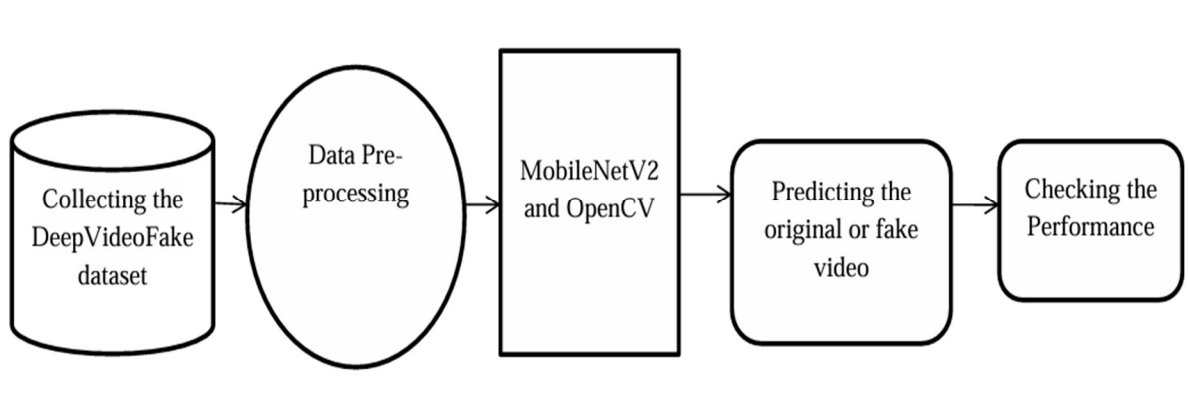 Collecting the
DeepVideoFake
dataset
Data Pre-
processing
MobileNetV2
and OpenCV
Predicting the
original or fake
video
Checking the
Performance